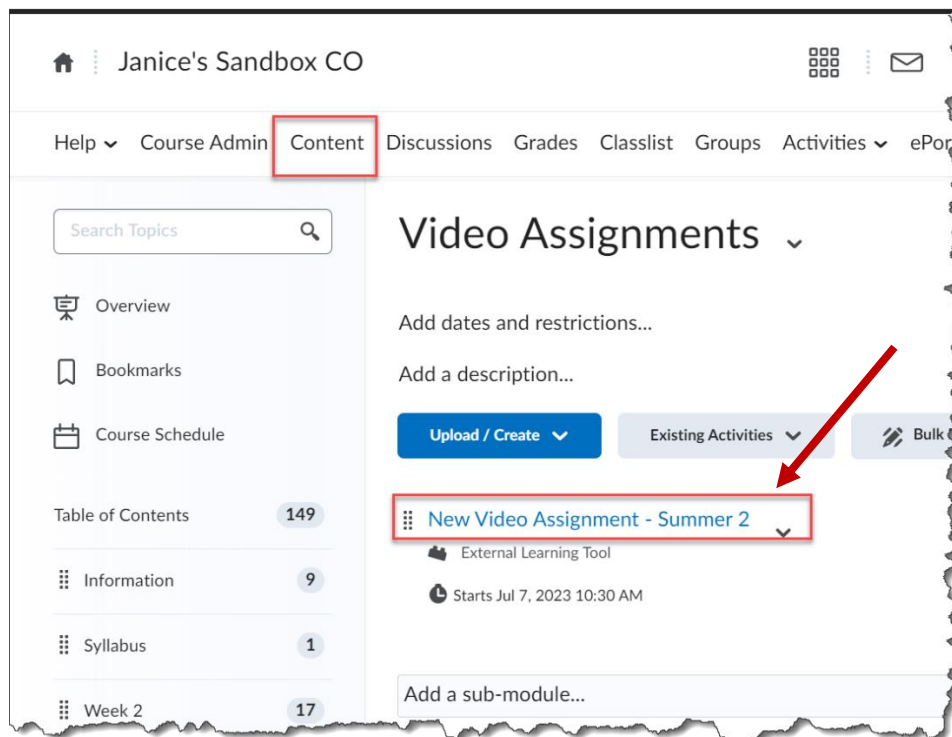 Janice's Sandbox CO
Help Course Admin Content Discussions Grades Classlist Groups Activities
Search Topics
Overview
Bookmarks
Course Schedule
Table of Contents 149
Information 9
Syllabus 1
Week 2 17
Video Assignments
Add dates and restrictions...
Add a description...
Upload / Create Existing Activities Bulk
New Video Assignment - Summer 2
External Learning Tool
Starts Jul 7, 2023 10:30 AM
Add a sub-module...